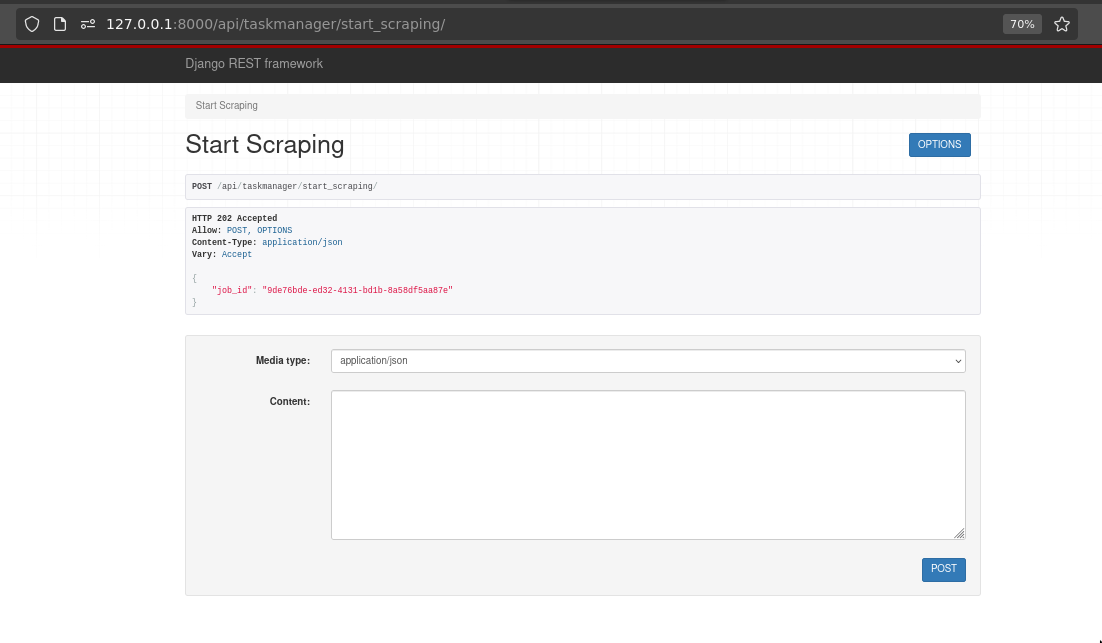 127.0.0.1:8000/api/taskmanager/start_scraping/
70%
Django REST framework
Start Scraping
Start Scraping
OPTIONS
POST /api/taskmanager/start_scraping/
HTTP 202 Accepted
Allow: POST, OPTIONS
Content-Type: application/json
Vary: Accept
{
"job_id": "9de76bde-ed32-4131-bd1b-8a58df5aa87e"
}
Media type:
application/json
Content:
POST